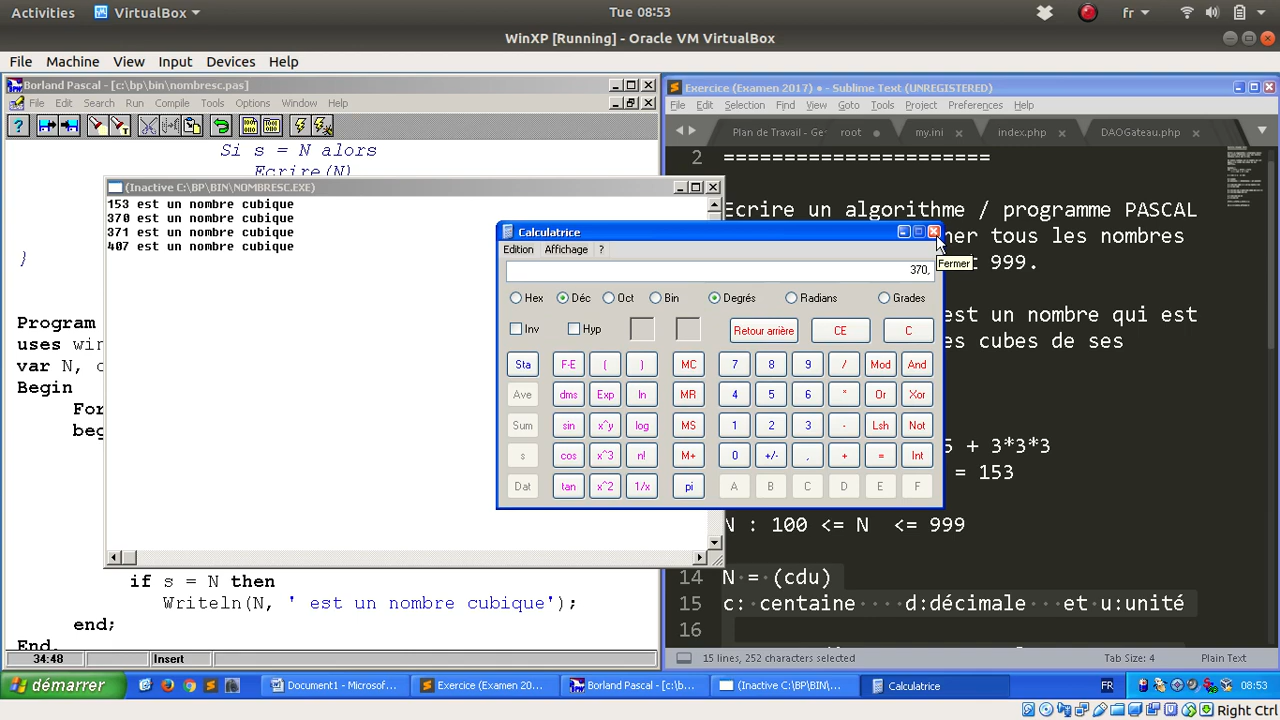 Activities VirtualBox Tue 08:53 fr
WinXP [Running] - Oracle VM VirtualBox
File Machine View Input Devices Help
Borland Pascal - [c:\bp\bin\nombresc.pas]
File Edit Search Run Compile Tools Options Window Help
Si s = N alors
Ecrire(N)
}
Program
uses win
var N, c
Begin
For
beg
if s = N then
Writeln(N, ' est un nombre cubique');
end;
End.
34:48 Insert
(Inactive C:\BP\BIN\NOMBRESC.EXE)
153 est un nombre cubique
370 est un nombre cubique
371 est un nombre cubique
407 est un nombre cubique
Calculatrice
Edition Affichage ?
370,
Fermer
Hex Déc Oct Bin Degrés Radians Grades
Inv Hyp Retour arrière CE C
Sta F-E ( ) MC 7 8 9 / Mod And
Ave dms Exp ln MR 4 5 6 * Or Xor
Sum sin x^y log MS 1 2 3 - Lsh Not
s cos x^3 n! M+ 0 +/- , + = Int
Dat tan x^2 1/x pi A B C D E F
Exercice (Examen 2017) • - Sublime Text (UNREGISTERED)
File Edit Selection Find View Goto Tools Project Preferences Help
Plan de Travail - Ge root my.ini index.php DAOGateau.php
2 ======================
Ecrire un algorithme / programme PASCAL
her tous les nombres
t 999.
est un nombre qui est
es cubes de ses
5 + 3*3*3
= 153
N : 100 <= N <= 999
14 N = (cdu)
15 c: centaine d:décimale et u:unité
16
15 lines, 252 characters selected Tab Size: 4 Plain Text
démarrer Document1 - Microsof... Exercice (Examen 20... Borland Pascal - [c:\b... (Inactive C:\BP\BIN\... Calculatrice FR 08:53
Right Ctrl